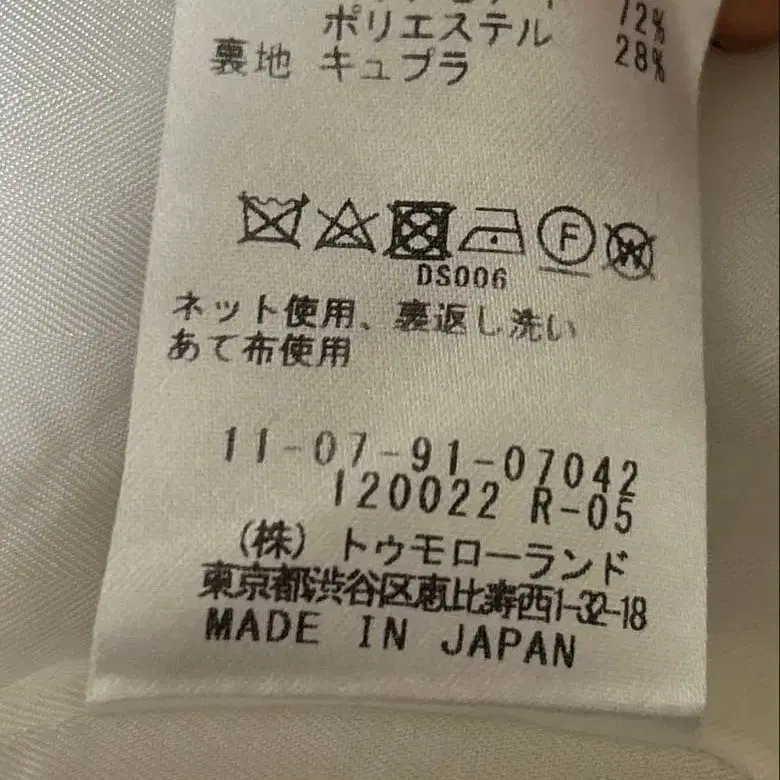 72%
ポリエステル 28%
裏地 キュプラ
F W
DS006
ネット使用、裏返し洗い
あて布使用
11-07-91-07042
120022 R-05
(株) トゥモローランド
東京都渋谷区恵比寿西1-32-18
MADE IN JAPAN